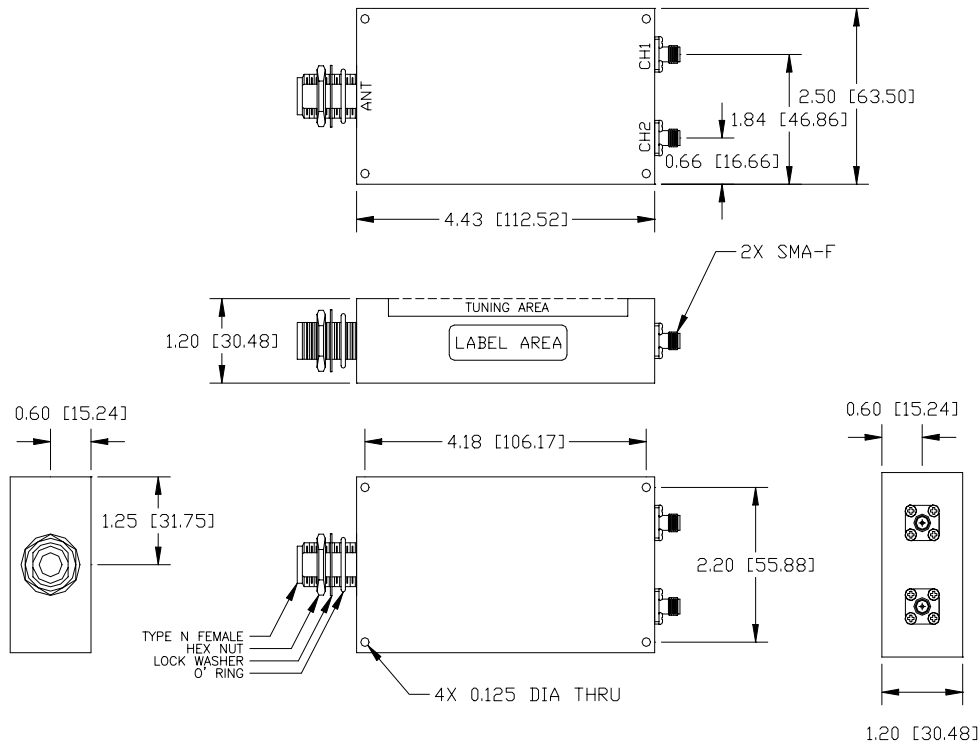 ANT
CH1
CH2
2.50 [63.50]
1.84 [46.86]
0.66 [16.66]
4.43 [112.52]
2X SMA-F
TUNING AREA
LABEL AREA
1.20 [30.48]
0.60 [15.24]
4.18 [106.17]
0.60 [15.24]
1.25 [31.75]
2.20 [55.88]
TYPE N FEMALE
HEX NUT
LOCK WASHER
O' RING
4X 0.125 DIA THRU
1.20 [30.48]